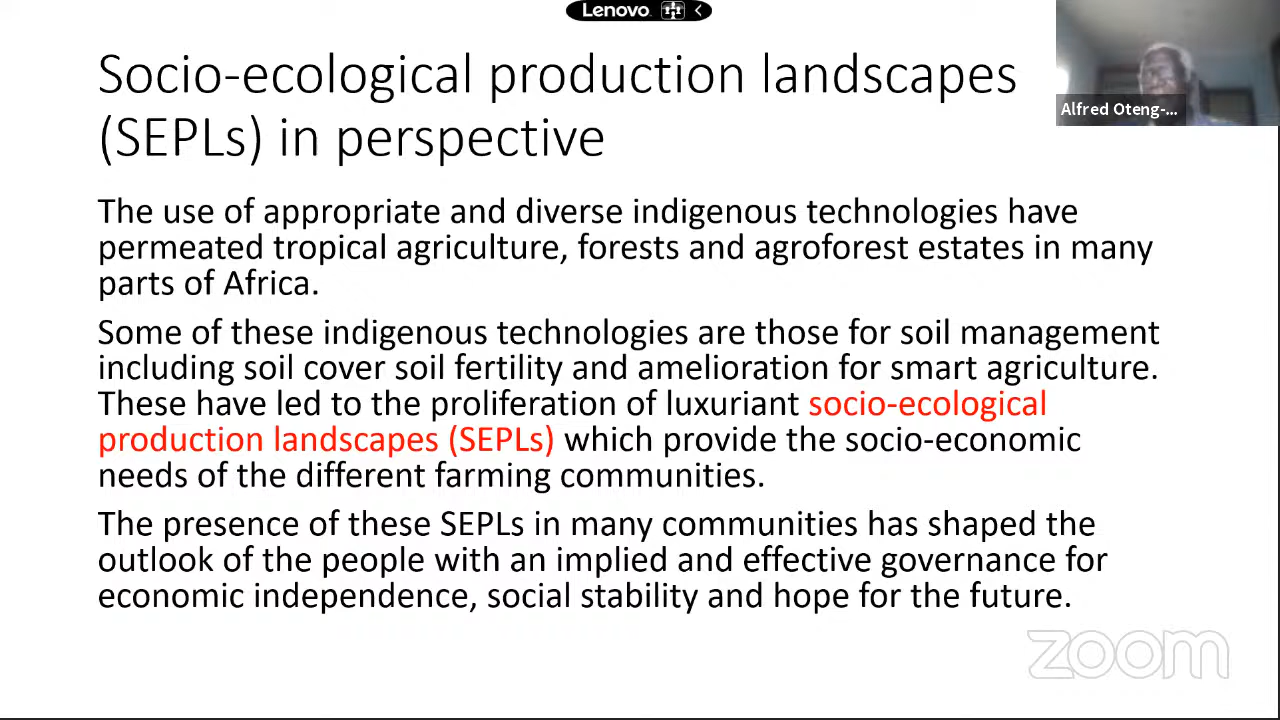 Lenovo
Socio-ecological production landscapes
(SEPLs) in perspective
Alfred Oteng-...
The use of appropriate and diverse indigenous technologies have
permeated tropical agriculture, forests and agroforest estates in many
parts of Africa.
Some of these indigenous technologies are those for soil management
including soil cover soil fertility and amelioration for smart agriculture.
These have led to the proliferation of luxuriant socio-ecological
production landscapes (SEPLs) which provide the socio-economic
needs of the different farming communities.
The presence of these SEPLs in many communities has shaped the
outlook of the people with an implied and effective governance for
economic independence, social stability and hope for the future.
zoom